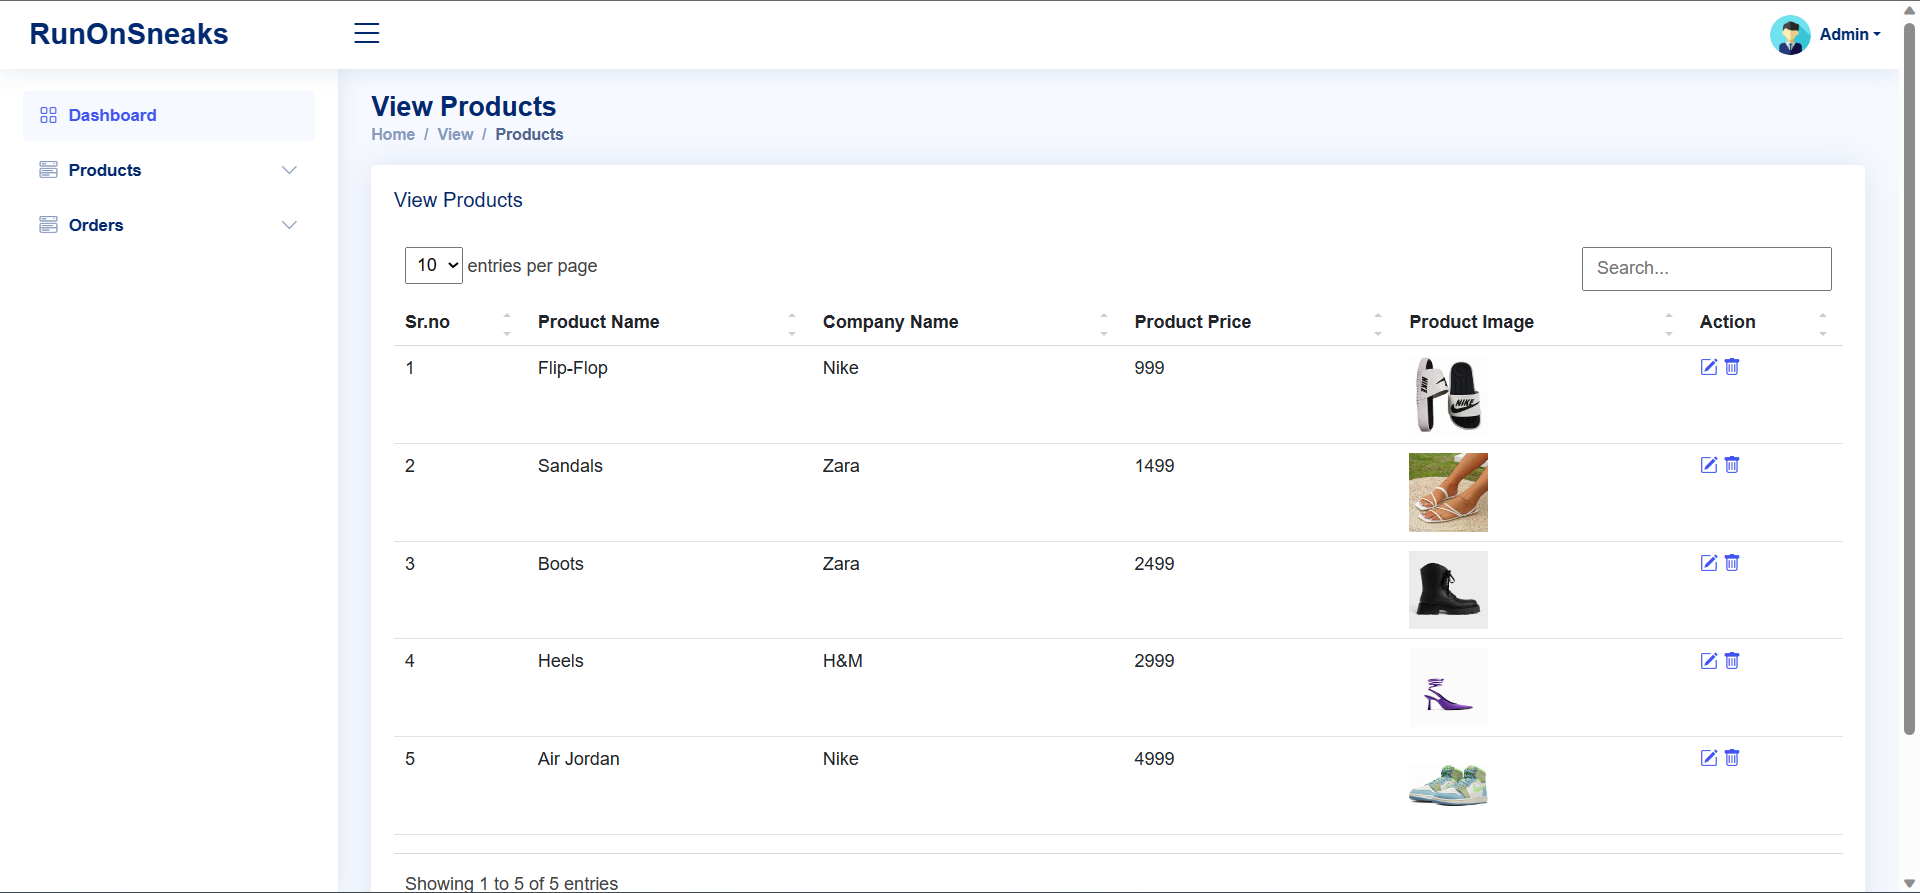 RunOnSneaks
Admin
Dashboard
Products
Orders
View Products
Home / View / Products
View Products
10 entries per page
Search...
Sr.no Product Name Company Name Product Price Product Image Action
1 Flip-Flop Nike 999
NIKE
NIKE
2 Sandals Zara 1499
3 Boots Zara 2499
4 Heels H&M 2999
5 Air Jordan Nike 4999
Showing 1 to 5 of 5 entries